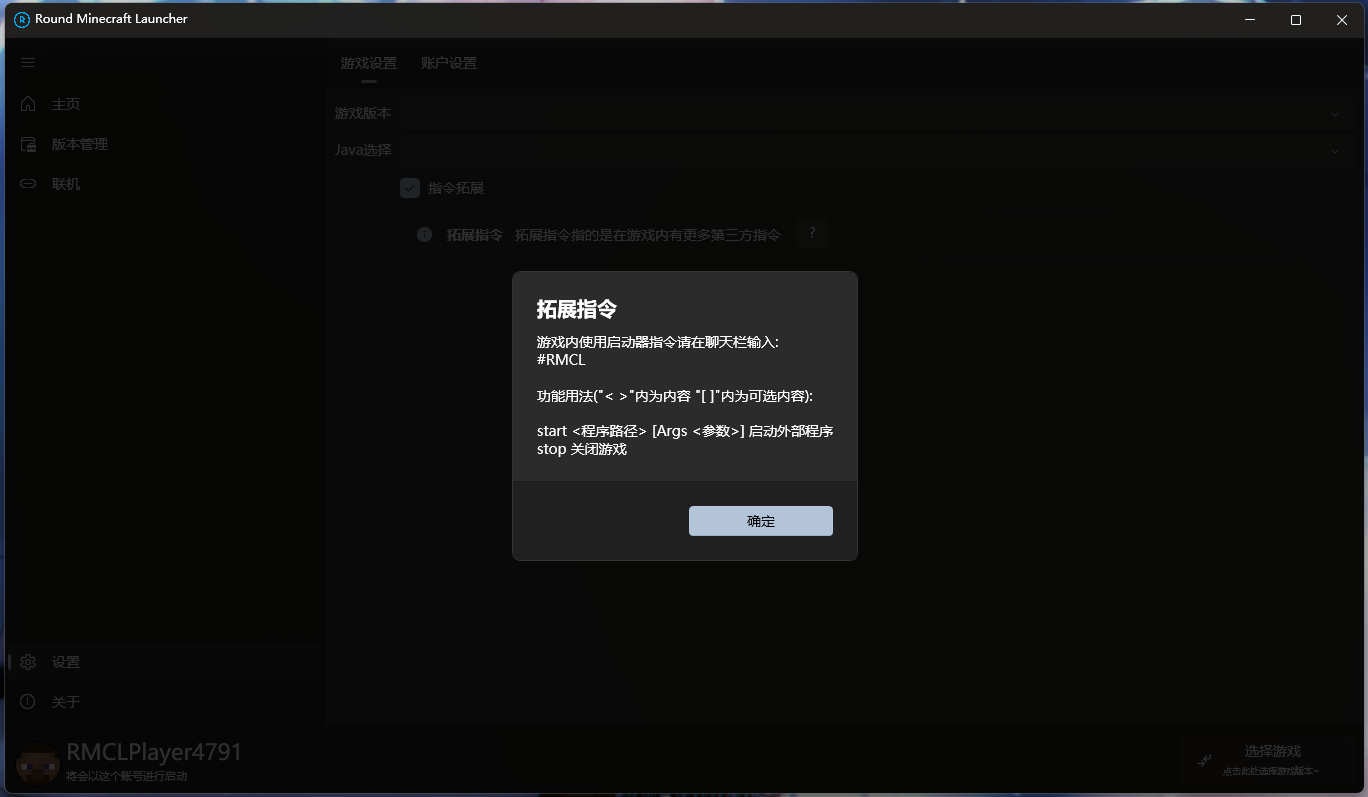 Round Minecraft Launcher
游戏设置 账户设置
主页
版本管理
联机
游戏版本
Java选择
指令拓展
拓展指令 拓展指令指的是在游戏内有更多第三方指令 ?
拓展指令
游戏内使用启动器指令请在聊天栏输入:
#RMCL
功能用法("< >"内为内容 "[ ]"内为可选内容):
start <程序路径> [Args <参数>] 启动外部程序
stop 关闭游戏
确定
设置
关于
RMCLPlayer4791
将会以这个账号进行启动
选择游戏
点击此处选择游戏版本~